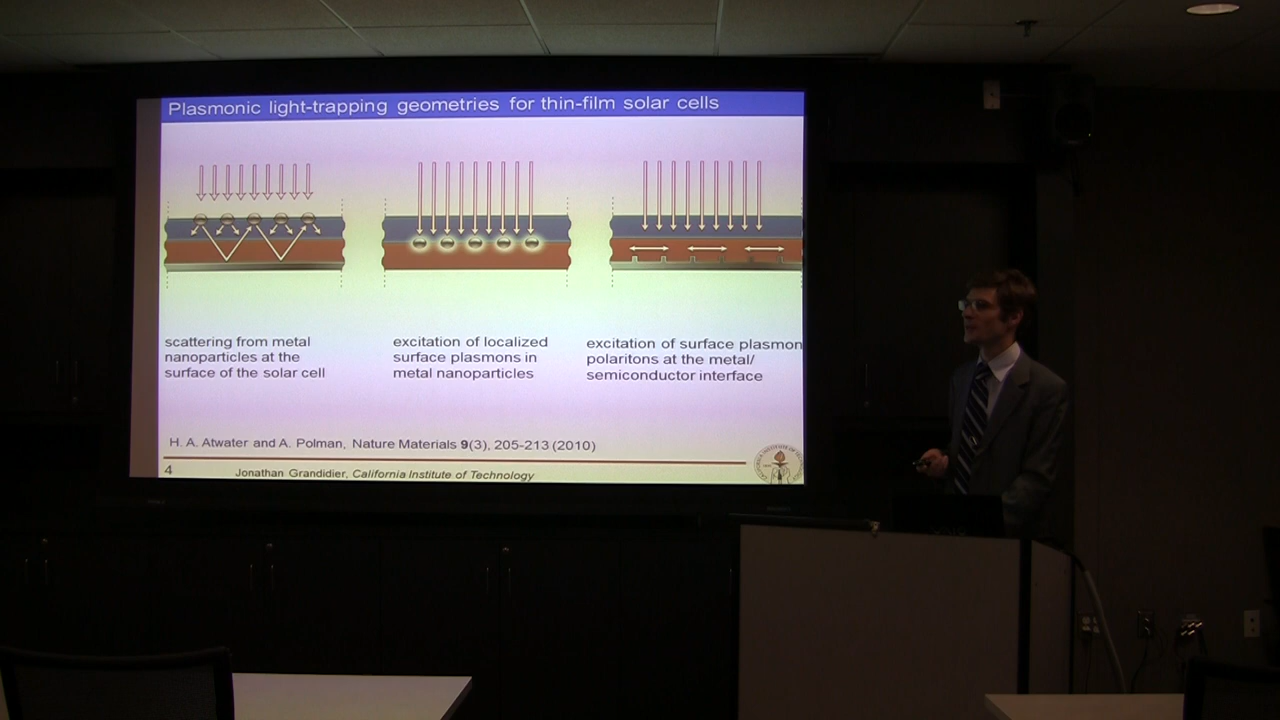 Plasmonic light-trapping geometries for thin-film solar cells
scattering from metal
nanoparticles at the
surface of the solar cell
excitation of localized
surface plasmons in
metal nanoparticles
excitation of surface plasmon
polaritons at the metal/
semiconductor interface
H. A. Atwater and A. Polman, Nature Materials 9(3), 205-213 (2010)
4
Jonathan Grandidier, California Institute of Technology